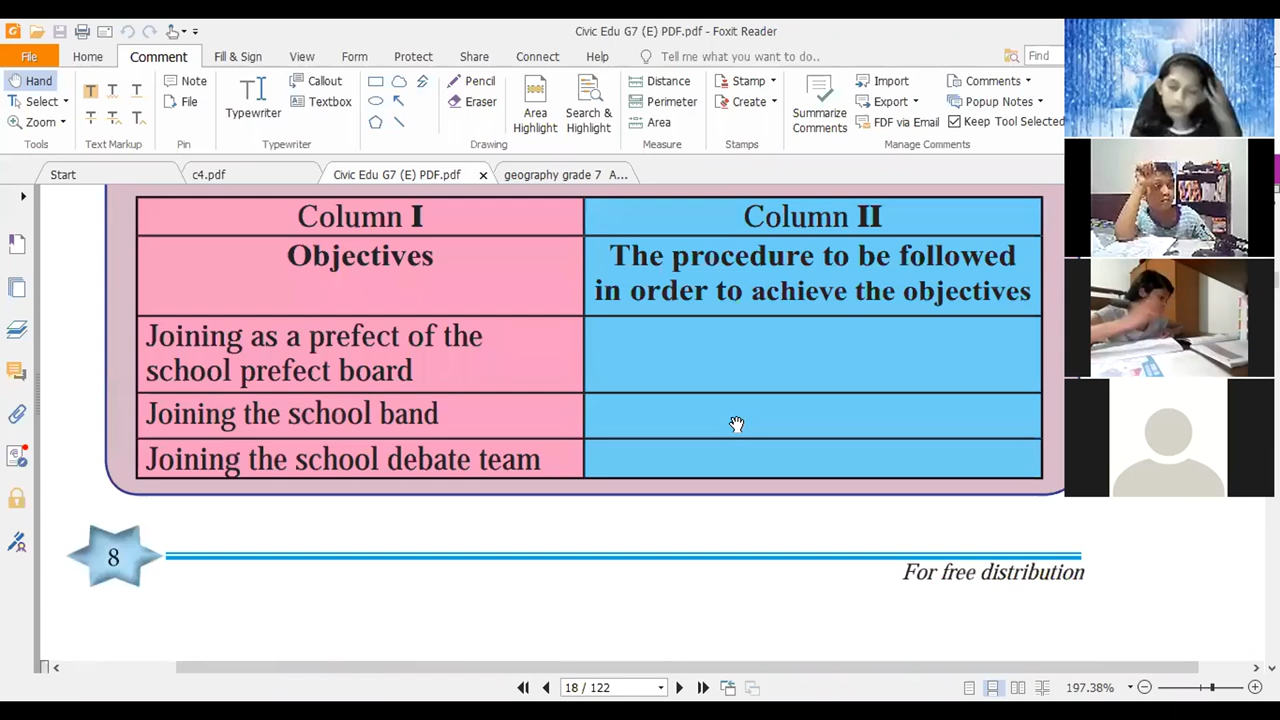 Civic Edu G7 (E) PDF.pdf - Foxit Reader
File Home Comment Fill & Sign View Form Protect Share Connect Help Tell me what you want to do.. Find
Hand
Select
Zoom
Tools
Text Markup
Note
File
Pin
Typewriter
Callout
Textbox
Typewriter
Pencil
Eraser
Area
Highlight
Search &
Highlight
Drawing
Distance
Perimeter
Area
Measure
Stamp
Create
Stamps
Summarize
Comments
Import
Export
FDF via Email
Comments
Popup Notes
Keep Tool Selected
Manage Comments
Start c4.pdf Civic Edu G7 (E) PDF.pdf geography grade 7 A...
Column I Column II
Objectives
The procedure to be followed
in order to achieve the objectives
Joining as a prefect of the
school prefect board
Joining the school band
Joining the school debate team
8
For free distribution
18 / 122
197.38%